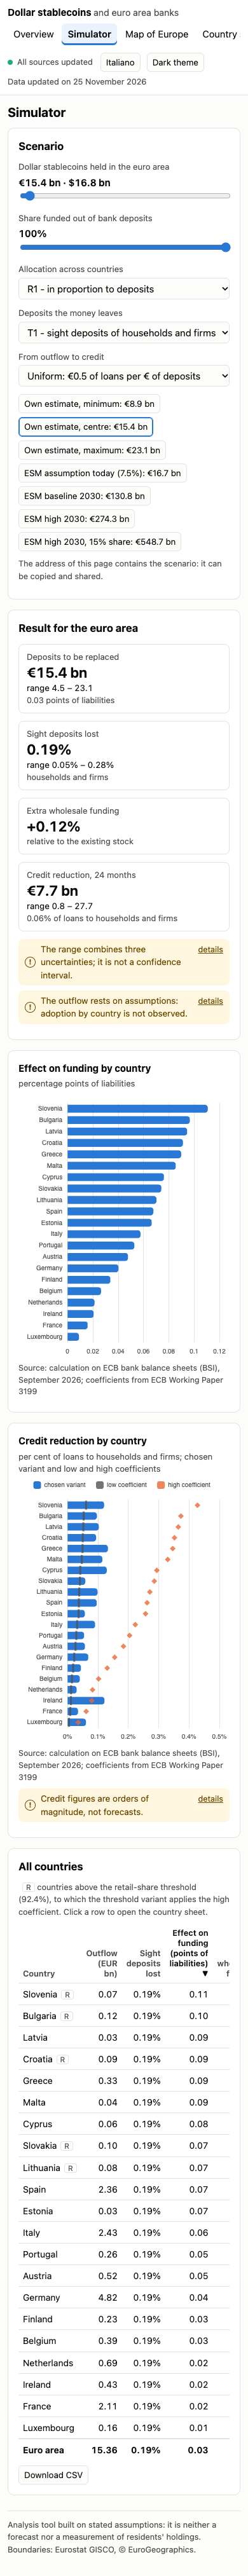 Dollar stablecoins and euro area banks
Overview Simulator Map of Europe Country
All sources updated Italiano Dark theme
Data updated on 25 November 2026
Simulator
Scenario
Dollar stablecoins held in the euro area
€15.4 bn · $16.8 bn
Share funded out of bank deposits
100%
Allocation across countries
R1 - in proportion to deposits
Deposits the money leaves
T1 - sight deposits of households and firms
From outflow to credit
Uniform: €0.5 of loans per € of deposits
Own estimate, minimum: €8.9 bn
Own estimate, centre: €15.4 bn
Own estimate, maximum: €23.1 bn
ESM assumption today (7.5%): €16.7 bn
ESM baseline 2030: €130.8 bn
ESM high 2030: €274.3 bn
ESM high 2030, 15% share: €548.7 bn
The address of this page contains the scenario: it can
be copied and shared.
Result for the euro area
Deposits to be replaced
€15.4 bn
range 4.5 – 23.1
0.03 points of liabilities
Sight deposits lost
0.19%
range 0.05% – 0.28%
households and firms
Extra wholesale funding
+0.12%
relative to the existing stock
Credit reduction, 24 months
€7.7 bn
range 0.8 – 27.7
0.06% of loans to households and firms
The range combines three details
uncertainties; it is not a confidence
interval.
The outflow rests on assumptions: details
adoption by country is not observed.
Effect on funding by country
percentage points of liabilities
Slovenia
Bulgaria
Latvia
Croatia
Greece
Malta
Cyprus
Slovakia
Lithuania
Spain
Estonia
Italy
Portugal
Austria
Germany
Finland
Belgium
Netherlands
Ireland
France
Luxembourg
0 0.02 0.04 0.06 0.08 0.1 0.12
Source: calculation on ECB bank balance sheets (BSI),
September 2026; coefficients from ECB Working Paper
3199
Credit reduction by country
per cent of loans to households and firms; chosen
variant and low and high coefficients
chosen variant low coefficient high coefficient
Slovenia
Bulgaria
Latvia
Croatia
Greece
Malta
Cyprus
Slovakia
Lithuania
Spain
Estonia
Italy
Portugal
Austria
Germany
Finland
Belgium
Netherlands
Ireland
France
Luxembourg
0% 0.1% 0.2% 0.3% 0.4% 0.5%
Source: calculation on ECB bank balance sheets (BSI),
September 2026; coefficients from ECB Working Paper
3199
Credit figures are orders of details
magnitude, not forecasts.
All countries
R countries above the retail-share threshold
(92.4%), to which the threshold variant applies the high
coefficient. Click a row to open the country sheet.
Country Outflow (EUR bn) Sight deposits lost Effect on funding (points of liabilities) ▼
Slovenia R 0.07 0.19% 0.11
Bulgaria R 0.12 0.19% 0.10
Latvia 0.03 0.19% 0.09
Croatia R 0.09 0.19% 0.09
Greece 0.33 0.19% 0.09
Malta 0.04 0.19% 0.09
Cyprus 0.06 0.19% 0.08
Slovakia R 0.10 0.19% 0.07
Lithuania R 0.08 0.19% 0.07
Spain 2.36 0.19% 0.07
Estonia 0.03 0.19% 0.07
Italy 2.43 0.19% 0.06
Portugal 0.26 0.19% 0.05
Austria 0.52 0.19% 0.05
Germany 4.82 0.19% 0.04
Finland 0.23 0.19% 0.03
Belgium 0.39 0.19% 0.03
Netherlands 0.69 0.19% 0.02
Ireland 0.43 0.19% 0.02
France 2.11 0.19% 0.02
Luxembourg 0.16 0.19% 0.01
Euro area 15.36 0.19% 0.03
Download CSV
Analysis tool built on stated assumptions: it is neither a
forecast nor a measurement of residents' holdings.
Boundaries: Eurostat GISCO, © EuroGeographics.